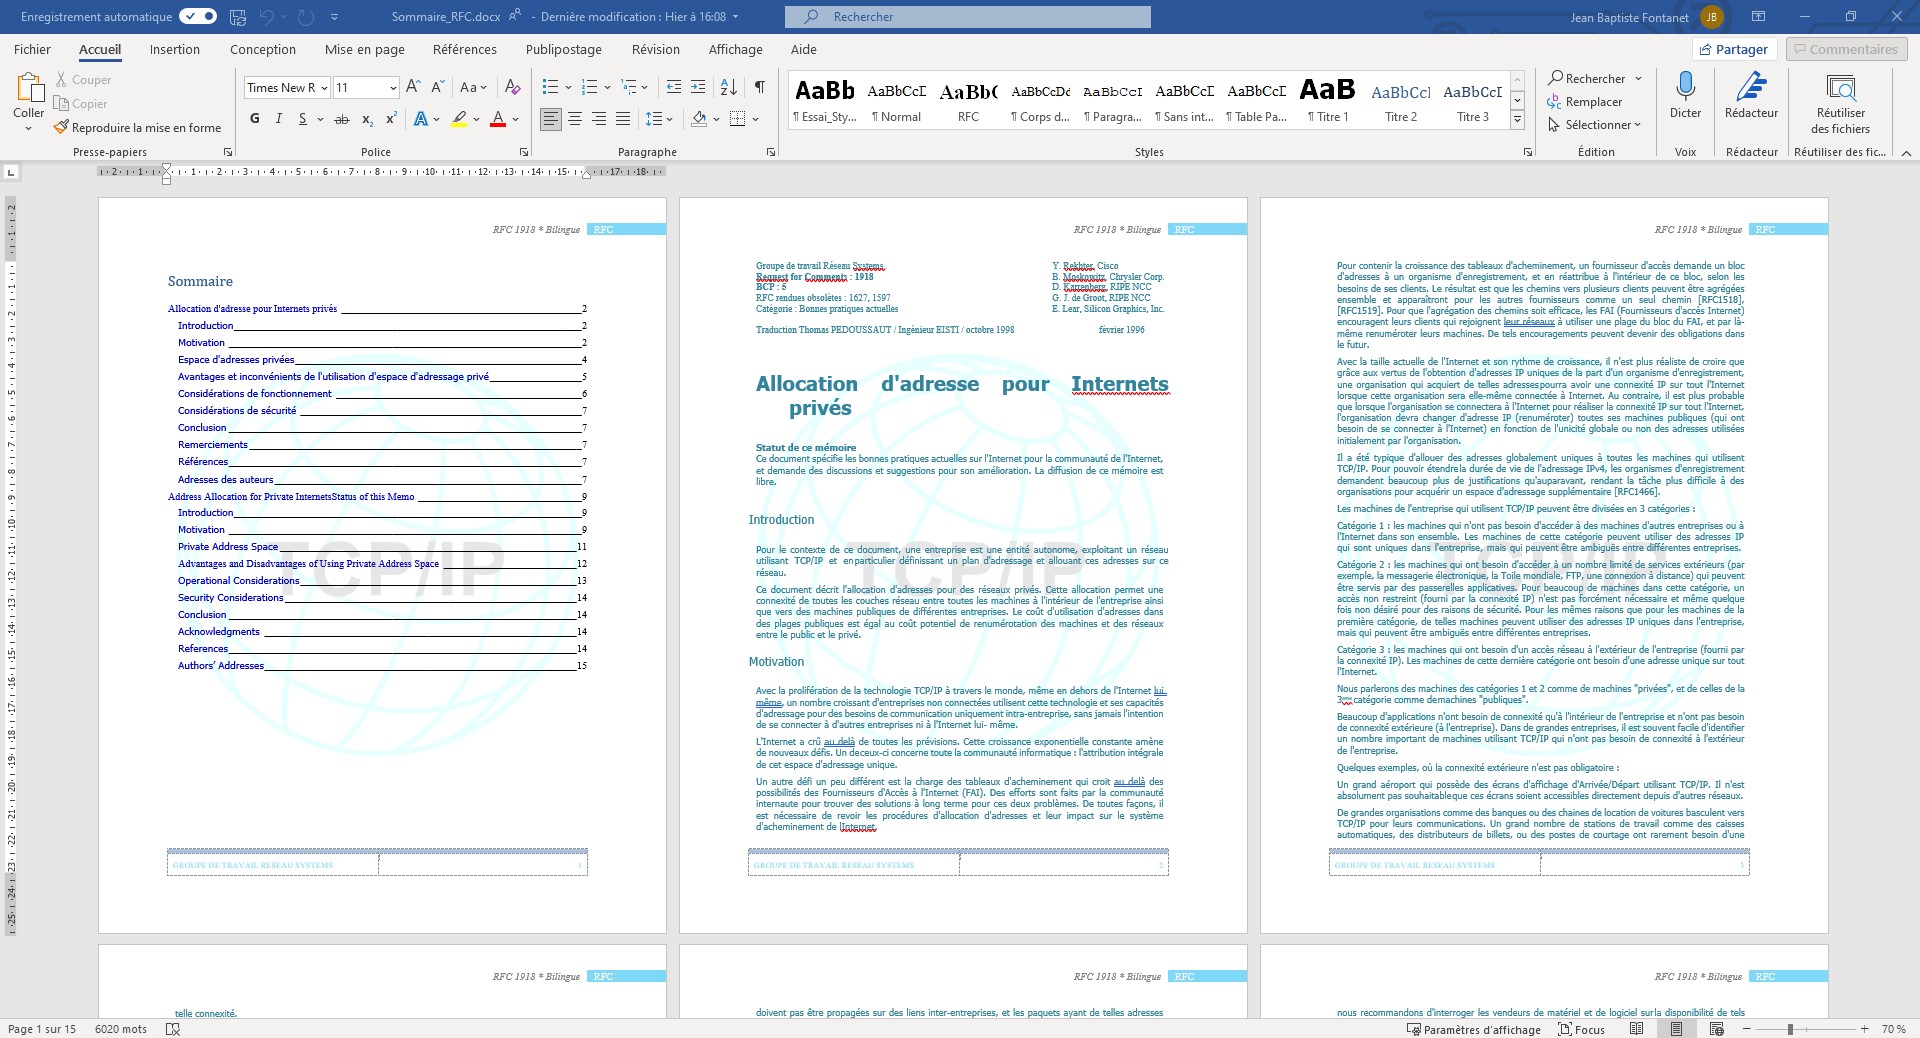 Enregistrement automatique
Sommaire_RFC.docx - Dernière modification : Hier à 16:08
Rechercher
Jean Baptiste Fontanet JB
Fichier Accueil Insertion Conception Mise en page Références Publipostage Révision Affichage Aide
Partager Commentaires
Coller
Couper
Copier
Reproduire la mise en forme
Presse-papiers
Times New R 11
G I S ab
Police
Paragraphe
AaBb AaBbCcD AaBb( AaBbCcDd AaBbCcI AaBbCcE AaBbCcE AaB AaBbCcI AaBbCcI
¶ Essai_Sty... ¶ Normal RFC ¶ Corps d... ¶ Paragra... ¶ Sans int... ¶ Table Pa... ¶ Titre 1 Titre 2 Titre 3
Styles
Rechercher
Remplacer
Sélectionner
Édition
Dicter
Voix
Rédacteur
Rédacteur
Réutiliser
des fichiers
Réutiliser des fic...
RFC 1918 * Bilingue RFC
Sommaire
Allocation d'adresse pour Internets privés 2
Introduction 2
Motivation 2
Espace d'adresses privées 4
Avantages et inconvénients de l'utilisation d'espace d'adressage privé 5
Considérations de fonctionnement 6
Considérations de sécurité 7
Conclusion 7
Remerciements 7
Références 7
Adresses des auteurs 7
Address Allocation for Private InternetsStatus of this Memo 9
Introduction 9
Motivation 9
Private Address Space 11
Advantages and Disadvantages of Using Private Address Space 12
Operational Considerations 13
Security Considerations 14
Conclusion 14
Acknowledgments 14
References 14
Authors' Addresses 15
TCP/IP
GROUPE DE TRAVAIL RESEAU SYSTEMS 1
RFC 1918 * Bilingue RFC
Groupe de travail Réseau Systems Y. Rekhter, Cisco
Request for Comments : 1918 B. Moskowitz, Chrysler Corp.
BCP : 5 D. Karrenberg, RIPE NCC
RFC rendues obsolètes : 1627, 1597 G. J. de Groot, RIPE NCC
Catégorie : Bonnes pratiques actuelles E. Lear, Silicon Graphics, Inc.
Traduction Thomas PEDOUSSAUT / Ingénieur EISTI / octobre 1998 février 1996
Allocation d'adresse pour Internets
privés
Statut de ce mémoire
Ce document spécifie les bonnes pratiques actuelles sur l'Internet pour la communauté de l'Internet,
et demande des discussions et suggestions pour son amélioration. La diffusion de ce mémoire est
libre.
Introduction
Pour le contexte de ce document, une entreprise est une entité autonome, exploitant un réseau
utilisant TCP/IP et enparticulier définissant un plan d'adressage et allouant ces adresses sur ce
réseau.
Ce document décrit l'allocation d'adresses pour des réseaux privés. Cette allocation permet une
connexité de toutes les couches réseau entre toutes les machines à l'intérieur de l'entreprise ainsi
que vers des machines publiques de différentes entreprises. Le coût d'utilisation d'adresses dans
des plages publiques est égal au coût potentiel de renumérotation des machines et des réseaux
entre le public et le privé.
Motivation
Avec la prolifération de la technologie TCP/IP à travers le monde, même en dehors de l'Internet lui
même, un nombre croissant d'entreprises non connectées utilisent cette technologie et ses capacités
d'adressage pour des besoins de communication uniquement intra-entreprise, sans jamais l'intention
de se connecter à d'autres entreprises ni à l'Internet lui- même.
L'Internet a crû au delà de toutes les prévisions. Cette croissance exponentielle constante amène
de nouveaux défis. Un deceux-ci concerne toute la communauté informatique : l'attribution intégrale
de cet espace d'adressage unique.
Un autre défi un peu différent est la charge des tableaux d'acheminement qui croit au delà des
possibilités des Fournisseurs d'Accès à l'Internet (FAI). Des efforts sont faits par la communauté
internaute pour trouver des solutions à long terme pour ces deux problèmes. De toutes façons, il
est nécessaire de revoir les procédures d'allocation d'adresses et leur impact sur le système
d'acheminement de l'Internet.
TCP/IP
GROUPE DE TRAVAIL RESEAU SYSTEMS 2
RFC 1918 * Bilingue RFC
Pour contenir la croissance des tableaux d'acheminement, un fournisseur d'accès demande un bloc
d'adresses à un organisme d'enregistrement, et en réattribue à l'intérieur de ce bloc, selon les
besoins de ses clients. Le résultat est que les chemins vers plusieurs clients peuvent être agrégées
ensemble et apparaîtront pour les autres fournisseurs comme un seul chemin [RFC1518],
[RFC1519]. Pour que l'agrégation des chemins soit efficace, les FAI (Fournisseurs d'accès Internet)
encouragent leurs clients qui rejoignent leur réseaux à utiliser une plage du bloc du FAI, et par là-
même renuméroter leurs machines. De tels encouragements peuvent devenir des obligations dans
le futur.
Avec la taille actuelle de l'Internet et son rythme de croissance, il n'est plus réaliste de croire que
grâce aux vertus de l'obtention d'adresses IP uniques de la part d'un organisme d'enregistrement,
une organisation qui acquiert de telles adressespourra avoir une connexité IP sur tout l'Internet
lorsque cette organisation sera elle-même connectée à Internet. Au contraire, il est plus probable
que lorsque l'organisation se connectera à l'Internet pour réaliser la connexité IP sur tout l'Internet,
l'organisation devra changer d'adresse IP (renuméroter) toutes ses machines publiques (qui ont
besoin de se connecter à l'Internet) en fonction de l'unicité globale ou non des adresses utilisées
initialement par l'organisation.
Il a été typique d'allouer des adresses globalement uniques à toutes les machines qui utilisent
TCP/IP. Pour pouvoir étendrela durée de vie de l'adressage IPv4, les organismes d'enregistrement
demandent beaucoup plus de justifications qu'auparavant, rendant la tâche plus difficile à des
organisations pour acquérir un espace d'adressage supplémentaire [RFC1466].
Les machines de l'entreprise qui utilisent TCP/IP peuvent être divisées en 3 catégories :
Catégorie 1 : les machines qui n'ont pas besoin d'accéder à des machines d'autres entreprises ou à
l'Internet dans son ensemble. Les machines de cette catégorie peuvent utiliser des adresses IP
qui sont uniques dans l'entreprise, mais qui peuvent être ambiguës entre différentes entreprises.
Catégorie 2 : les machines qui ont besoin d'accéder à un nombre limité de services extérieurs (par
exemple, la messagerie électronique, la Toile mondiale, FTP, une connexion à distance) qui peuvent
être servis par des passerelles applicatives. Pour beaucoup de machines dans cette catégorie, un
accès non restreint (fourni par la connexité IP) n'est pas forcément nécessaire et même quelque
fois non désiré pour des raisons de sécurité. Pour les mêmes raisons que pour les machines de la
première catégorie, de telles machines peuvent utiliser des adresses IP uniques dans l'entreprise,
mais qui peuvent être ambiguës entre différentes entreprises.
Catégorie 3 : les machines qui ont besoin d'un accès réseau à l'extérieur de l'entreprise (fourni par
la connexité IP). Les machines de cette dernière catégorie ont besoin d'une adresse unique sur tout
l'Internet.
Nous parlerons des machines des catégories 1 et 2 comme de machines "privées", et de celles de la
3ème catégorie comme demachines "publiques".
Beaucoup d'applications n'ont besoin de connexité qu'à l'intérieur de l'entreprise et n'ont pas besoin
de connexité extérieure (à l'entreprise). Dans de grandes entreprises, il est souvent facile d'identifier
un nombre important de machines utilisant TCP/IP qui n'ont pas besoin de connexité à l'extérieur
de l'entreprise.
Quelques exemples, où la connexité extérieure n'est pas obligatoire :
Un grand aéroport qui possède des écrans d'affichage d'Arrivée/Départ utilisant TCP/IP. Il n'est
absolument pas souhaitableque ces écrans soient accessibles directement depuis d'autres réseaux.
De grandes organisations comme des banques ou des chaines de location de voitures basculent vers
TCP/IP pour leurs communications. Un grand nombre de stations de travail comme des caisses
automatiques, des distributeurs de billets, ou des postes de courtage ont rarement besoin d'une
TCP/IP
GROUPE DE TRAVAIL RESEAU SYSTEMS 3
RFC 1918 * Bilingue RFC
telle connexité.
RFC 1918 * Bilingue RFC
doivent pas être propagées sur des liens inter-entreprises, et les paquets ayant de telles adresses
RFC 1918 * Bilingue RFC
nous recommandons d'interroger les vendeurs de matériel et de logiciel surla disponibilité de tels
Page 1 sur 15 6020 mots
Paramètres d'affichage Focus 70 %